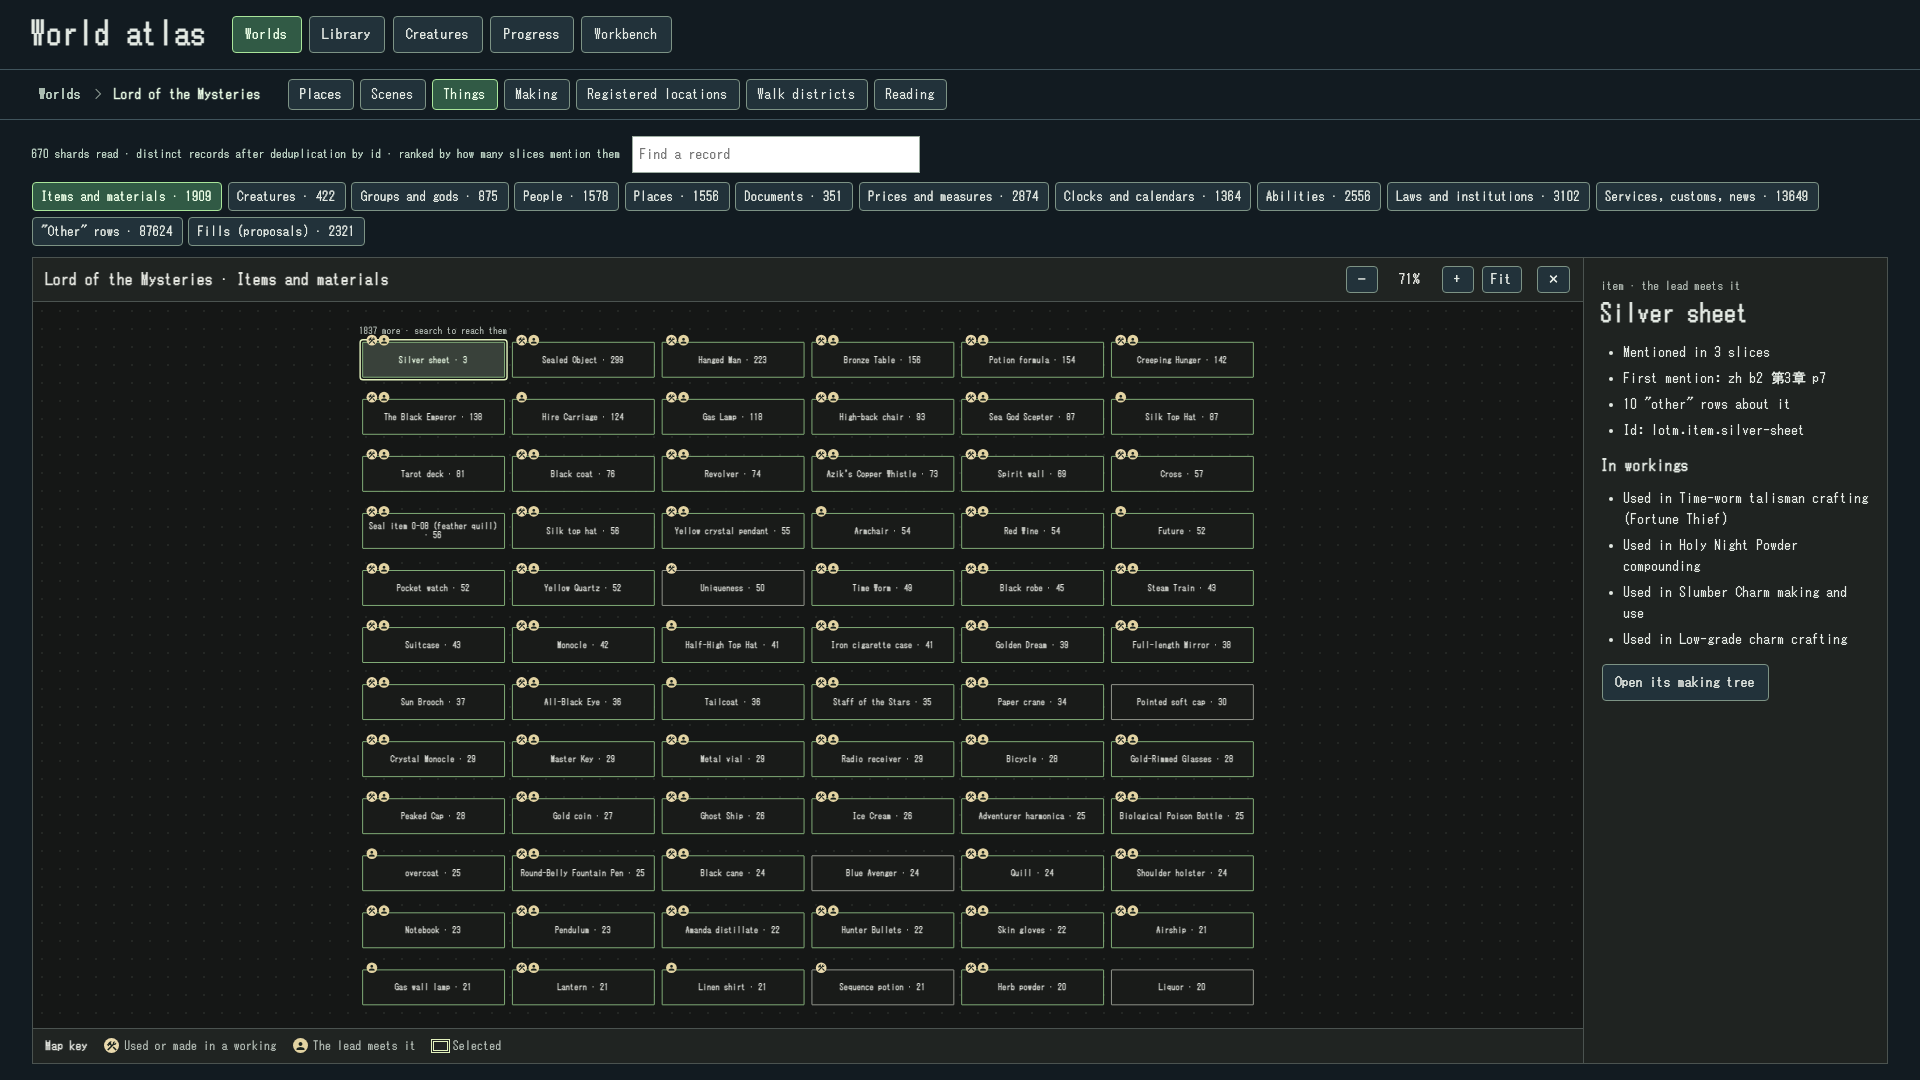 World atlas
Worlds
Library
Creatures
Progress
Workbench
Worlds > Lord of the Mysteries
Places
Scenes
Things
Making
Registered locations
Walk districts
Reading
670 shards read · distinct records after deduplication by id · ranked by how many slices mention them
Find a record
Items and materials · 1909
Creatures · 422
Groups and gods · 875
People · 1578
Places · 1556
Documents · 351
Prices and measures · 2874
Clocks and calendars · 1364
Abilities · 2556
Laws and institutions · 3102
Services, customs, news · 13649
"Other" rows · 87624
Fills (proposals) · 2321
Lord of the Mysteries · Items and materials
−
71%
+
Fit
×
1837 more · search to reach them
Silver sheet · 3
Sealed Object · 299
Hanged Man · 223
Bronze Table · 156
Potion formula · 154
Creeping Hunger · 142
The Black Emperor · 138
Hire Carriage · 124
Gas Lamp · 118
High-back chair · 93
Sea God Scepter · 87
Silk Top Hat · 87
Tarot deck · 81
Black coat · 76
Revolver · 74
Azik's Copper Whistle · 73
Spirit wall · 69
Cross · 57
Seal item 0-08 (feather quill)
· 56
Silk top hat · 56
Yellow crystal pendant · 55
Armchair · 54
Red Wine · 54
Future · 52
Pocket watch · 52
Yellow Quartz · 52
Uniqueness · 50
Time Worm · 49
Black robe · 45
Steam Train · 43
Suitcase · 43
Monocle · 42
Half-High Top Hat · 41
Iron cigarette case · 41
Golden Dream · 39
Full-length Mirror · 38
Sun Brooch · 37
All-Black Eye · 36
Tailcoat · 36
Staff of the Stars · 35
Paper crane · 34
Pointed soft cap · 30
Crystal Monocle · 29
Master Key · 29
Metal vial · 29
Radio receiver · 29
Bicycle · 28
Gold-Rimmed Glasses · 28
Peaked Cap · 28
Gold coin · 27
Ghost Ship · 26
Ice Cream · 26
Adventurer harmonica · 25
Biological Poison Bottle · 25
overcoat · 25
Round-Belly Fountain Pen · 25
Black cane · 24
Blue Avenger · 24
Quill · 24
Shoulder holster · 24
Notebook · 23
Pendulum · 23
Amanda distillate · 22
Hunter Bullets · 22
Skin gloves · 22
Airship · 21
Gas wall lamp · 21
Lantern · 21
Linen shirt · 21
Sequence potion · 21
Herb powder · 20
Liquor · 20
Map key
Used or made in a working
The lead meets it
Selected
item · the lead meets it
Silver sheet
• Mentioned in 3 slices
• First mention: zh b2 第3章 p7
• 10 "other" rows about it
• Id: lotm.item.silver-sheet
In workings
• Used in Time-worm talisman crafting
(Fortune Thief)
• Used in Holy Night Powder
compounding
• Used in Slumber Charm making and
use
• Used in Low-grade charm crafting
Open its making tree